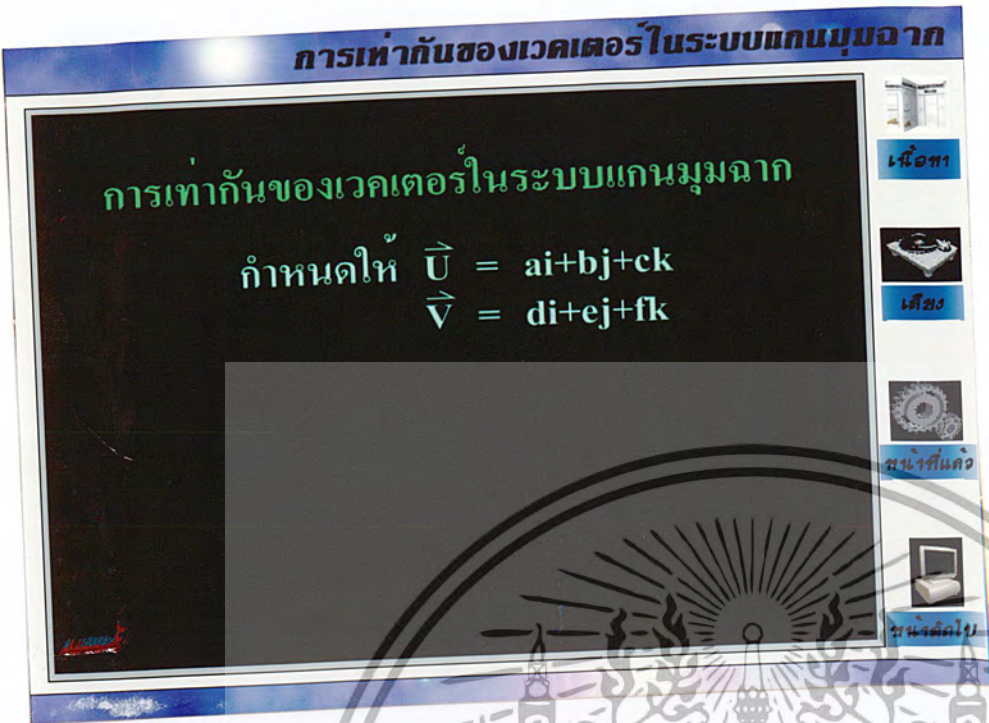 การเท่ากันของเวคเตอร์ในระบบแกนมุมฉาก
เนื้อหา
การเท่ากันของเวคเตอร์ในระบบแกนมุมฉาก
กำหนดให้ U⃗ = ai+bj+ck
V⃗ = di+ej+fk
เสียง
หน้าที่แล้ว
หน้าถัดไป